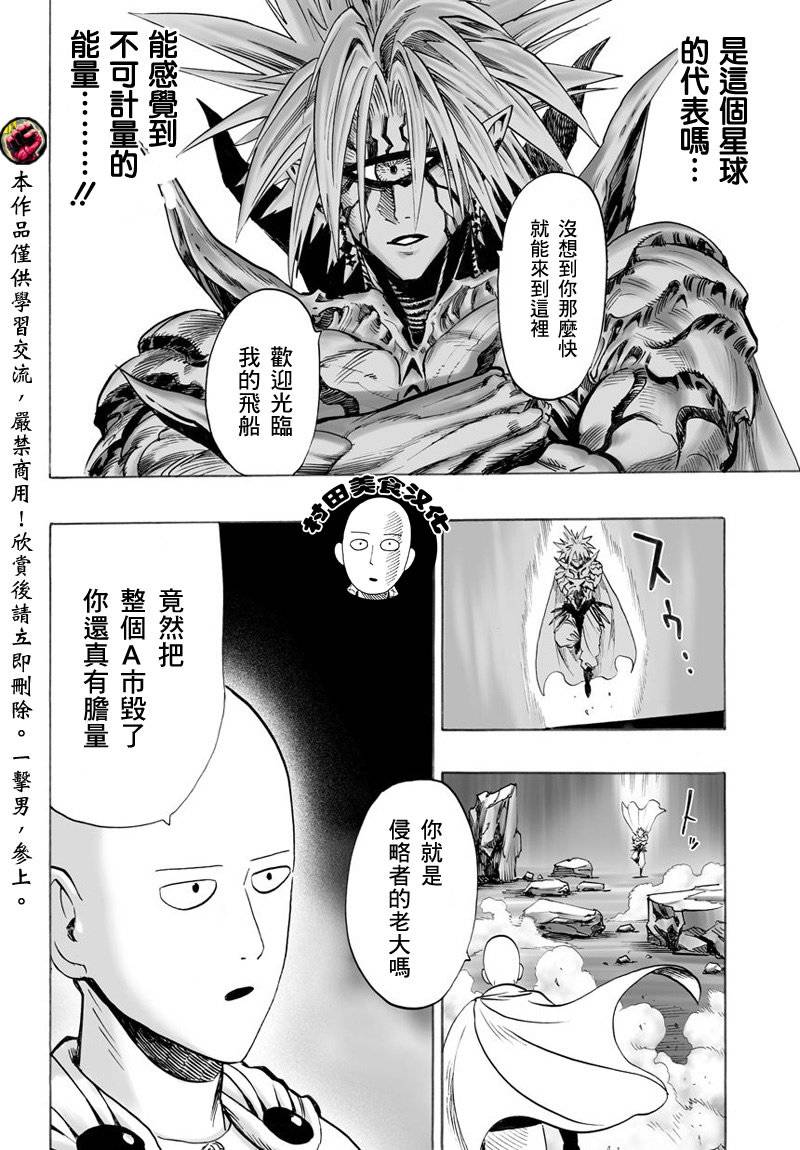 是這個星球
的代表嗎…
沒想到你那麼快
就能來到這裡
能感覺到
不可計量的
能量………!!
歡迎光臨
我的飛船
スゥ…
村田美食汉化
你就是
侵略者的老大嗎
竟然把
整個A市毀了
你還真有膽量
本作品僅供學習交流，嚴禁商用！欣賞後請立即刪除。一擊男，參上。